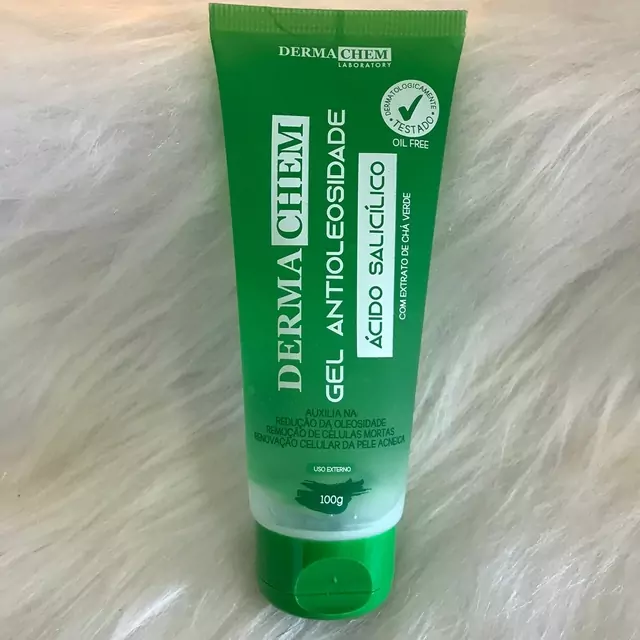 DERMA CHEM
LABORATORY
DERMATOLOGICAMENTE
TESTADO
OIL FREE
DERMA CHEM
GEL ANTIOLEOSIDADE
ÁCIDO SALICÍLICO
COM EXTRATO DE CHÁ VERDE
AUXILIA NA
REDUÇÃO DA OLEOSIDADE
REMOÇÃO DE CÉLULAS MORTAS
RENOVAÇÃO CELULAR DA PELE ACNEICA
USO EXTERNO
100g